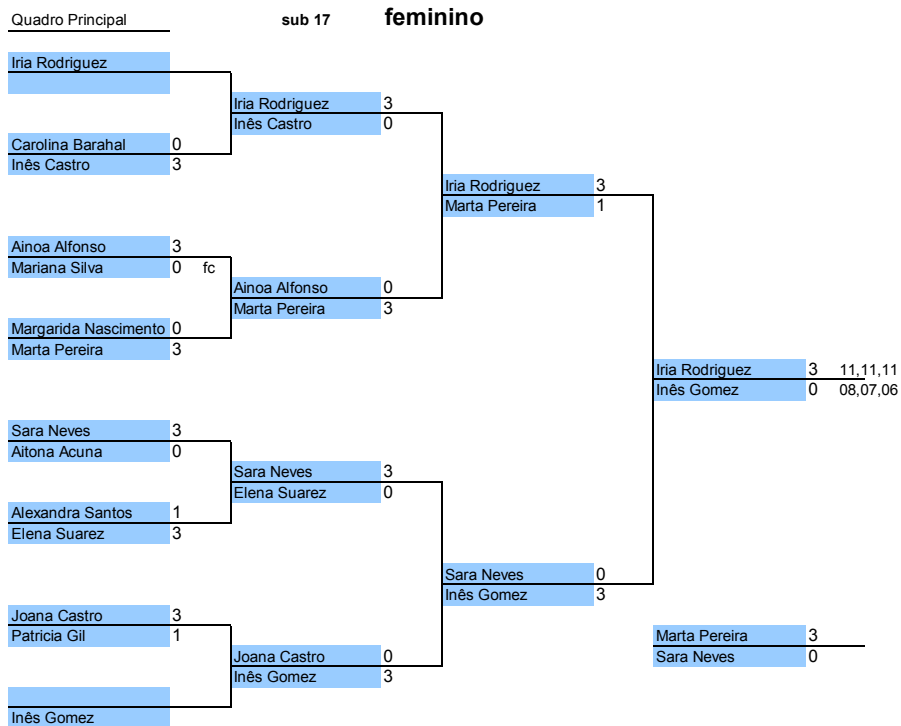 Quadro Principal sub 17 feminino
Iria Rodriguez
Iria Rodriguez 3
Inês Castro 0
Carolina Barahal 0
Inês Castro 3
Iria Rodriguez 3
Marta Pereira 1
Ainoa Alfonso 3
Mariana Silva 0 fc
Ainoa Alfonso 0
Marta Pereira 3
Margarida Nascimento 0
Marta Pereira 3
Iria Rodriguez 3 11,11,11
Inês Gomez 0 08,07,06
Sara Neves 3
Aitona Acuna 0
Sara Neves 3
Elena Suarez 0
Alexandra Santos 1
Elena Suarez 3
Sara Neves 0
Inês Gomez 3
Joana Castro 3
Patricia Gil 1
Marta Pereira 3
Sara Neves 0
Joana Castro 0
Inês Gomez 3
Inês Gomez